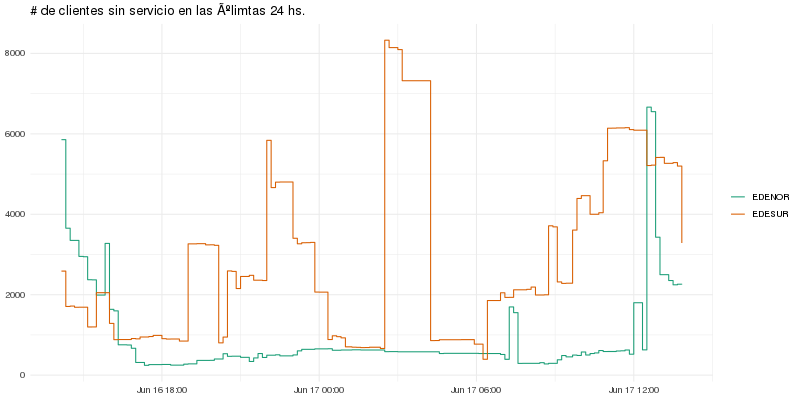 # de clientes sin servicio en las Ãºlimtas 24 hs.
8000
6000
4000
2000
0
Jun 16 18:00
Jun 17 00:00
Jun 17 06:00
Jun 17 12:00
EDENOR
EDESUR